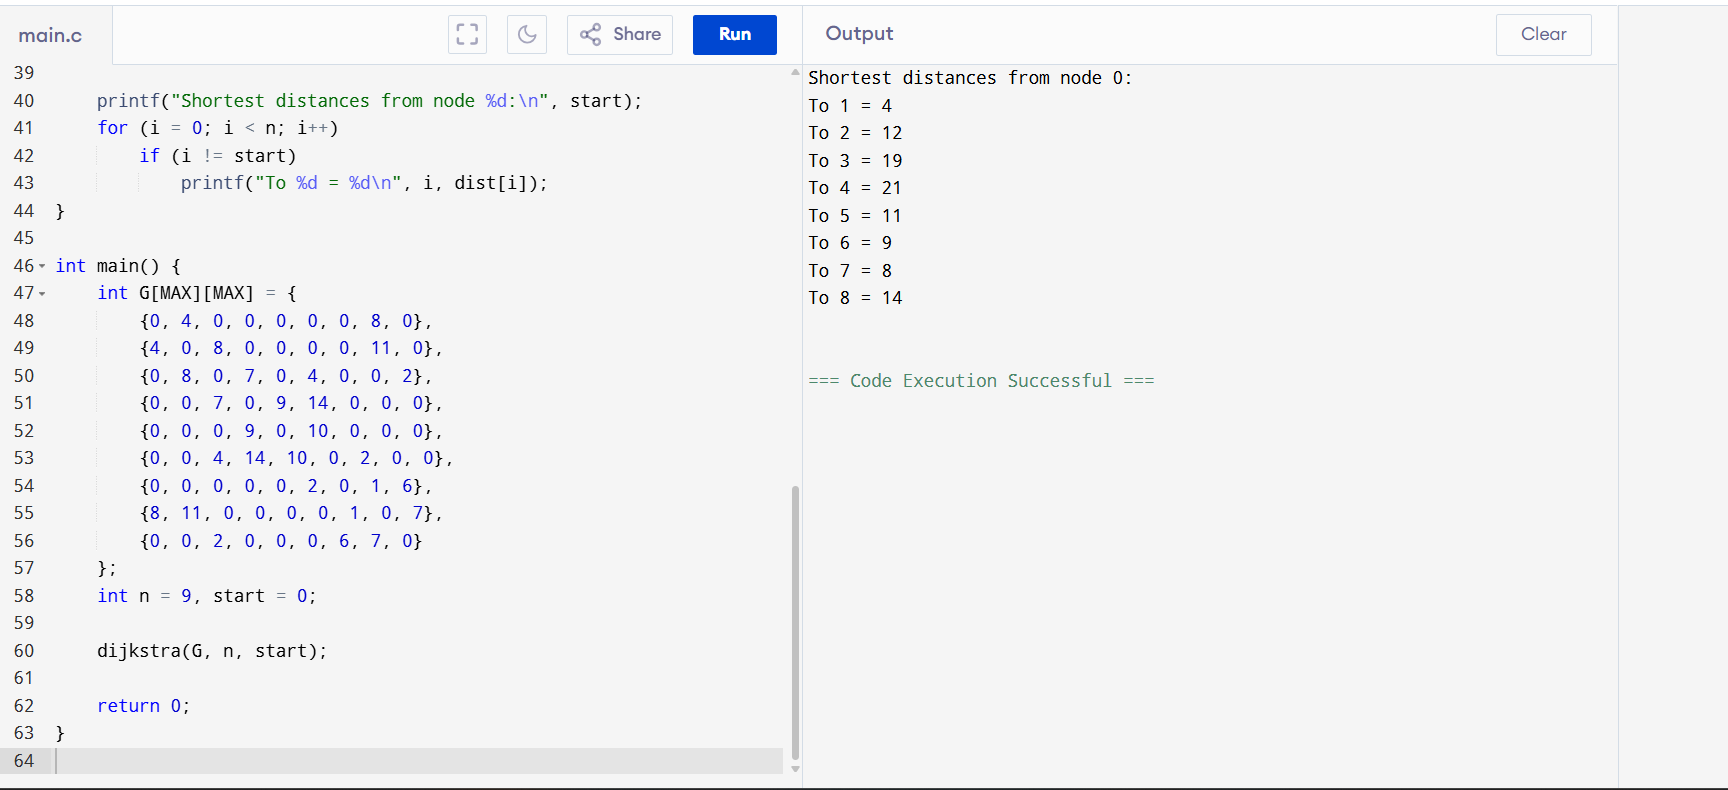 main.c
Share
Run
Output
Clear
39
40 printf("Shortest distances from node %d:\n", start);
41 for (i = 0; i < n; i++)
42 if (i != start)
43 printf("To %d = %d\n", i, dist[i]);
44 }
45
46 int main() {
47 int G[MAX][MAX] = {
48 {0, 4, 0, 0, 0, 0, 0, 8, 0},
49 {4, 0, 8, 0, 0, 0, 0, 11, 0},
50 {0, 8, 0, 7, 0, 4, 0, 0, 2},
51 {0, 0, 7, 0, 9, 14, 0, 0, 0},
52 {0, 0, 0, 9, 0, 10, 0, 0, 0},
53 {0, 0, 4, 14, 10, 0, 2, 0, 0},
54 {0, 0, 0, 0, 0, 2, 0, 1, 6},
55 {8, 11, 0, 0, 0, 0, 1, 0, 7},
56 {0, 0, 2, 0, 0, 0, 6, 7, 0}
57 };
58 int n = 9, start = 0;
59
60 dijkstra(G, n, start);
61
62 return 0;
63 }
64
Shortest distances from node 0:
To 1 = 4
To 2 = 12
To 3 = 19
To 4 = 21
To 5 = 11
To 6 = 9
To 7 = 8
To 8 = 14
=== Code Execution Successful ===